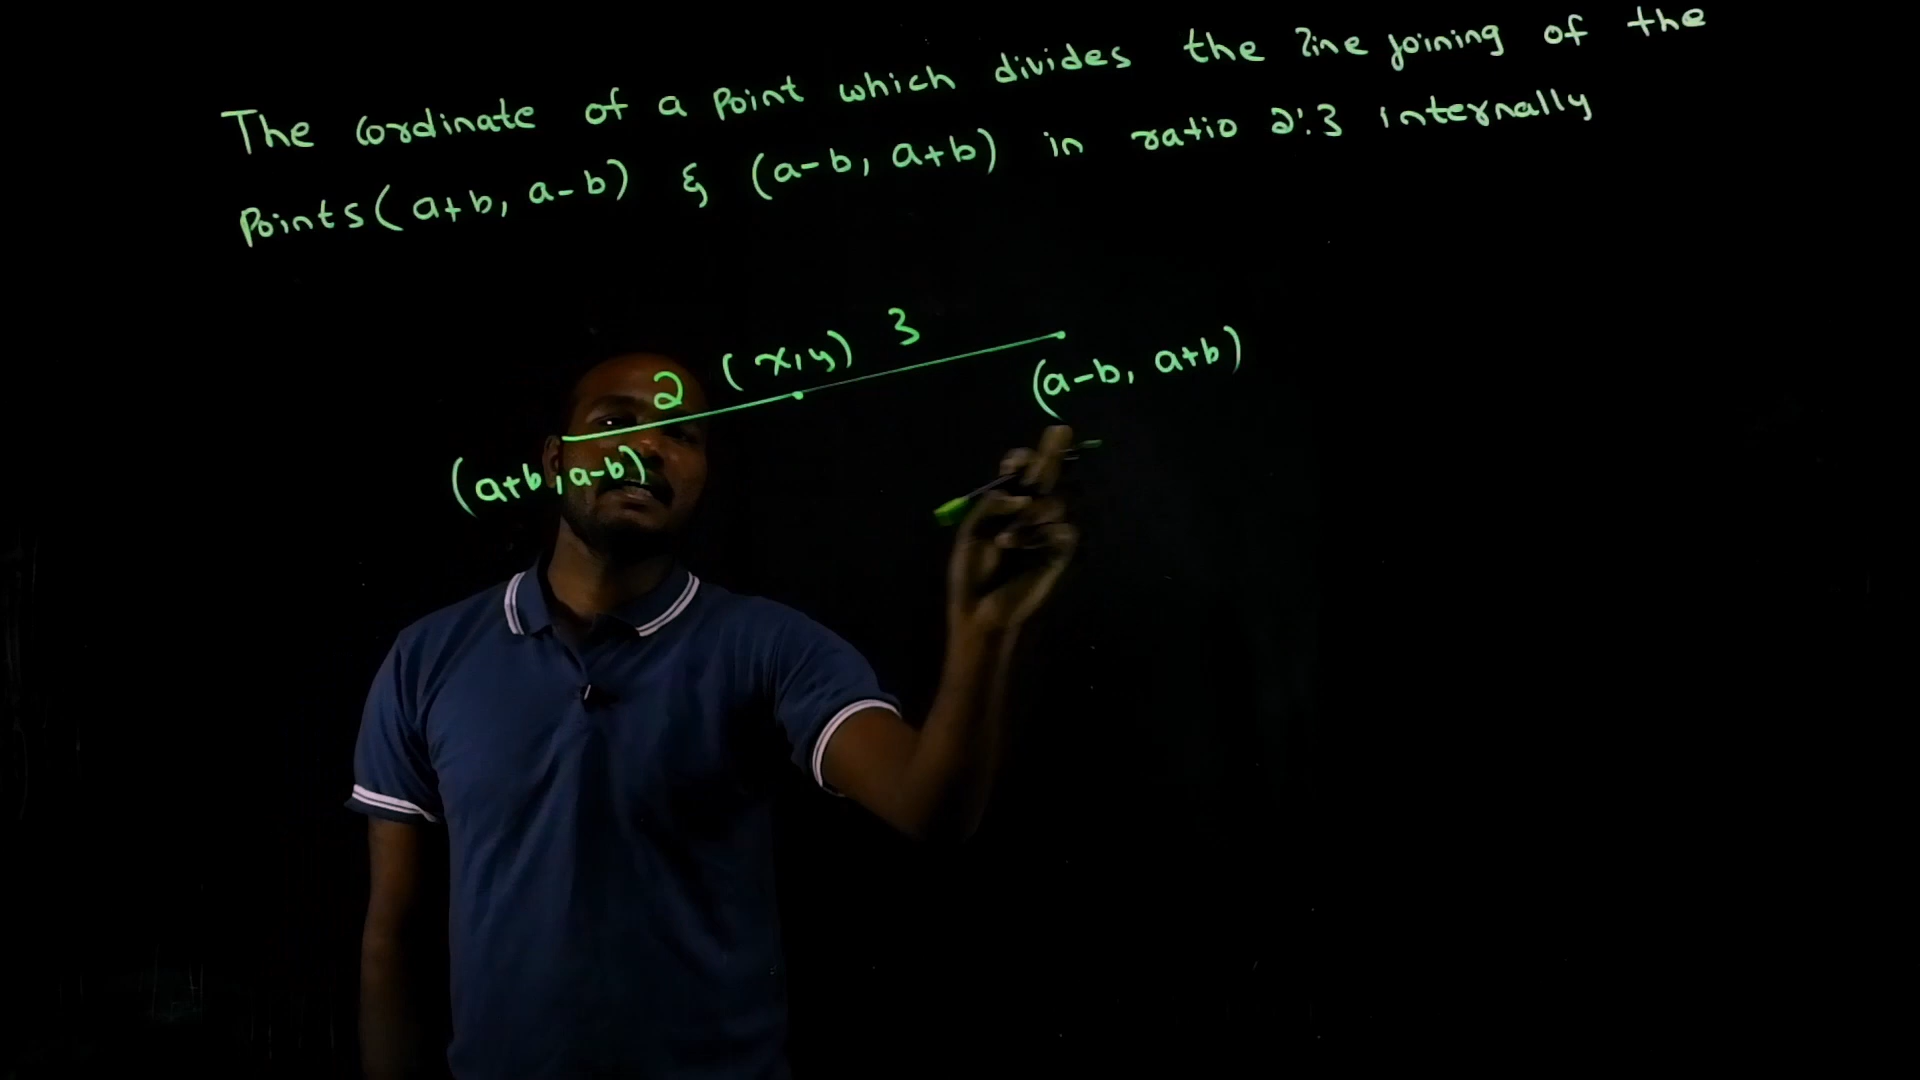 The Cordinate of a point which divides the line joining of the
Points (a+b, a-b) & (a-b, a+b) in ratio 2:3 internally
2 (x,y) 3
(a-b, a+b)
(a+b, a-b)